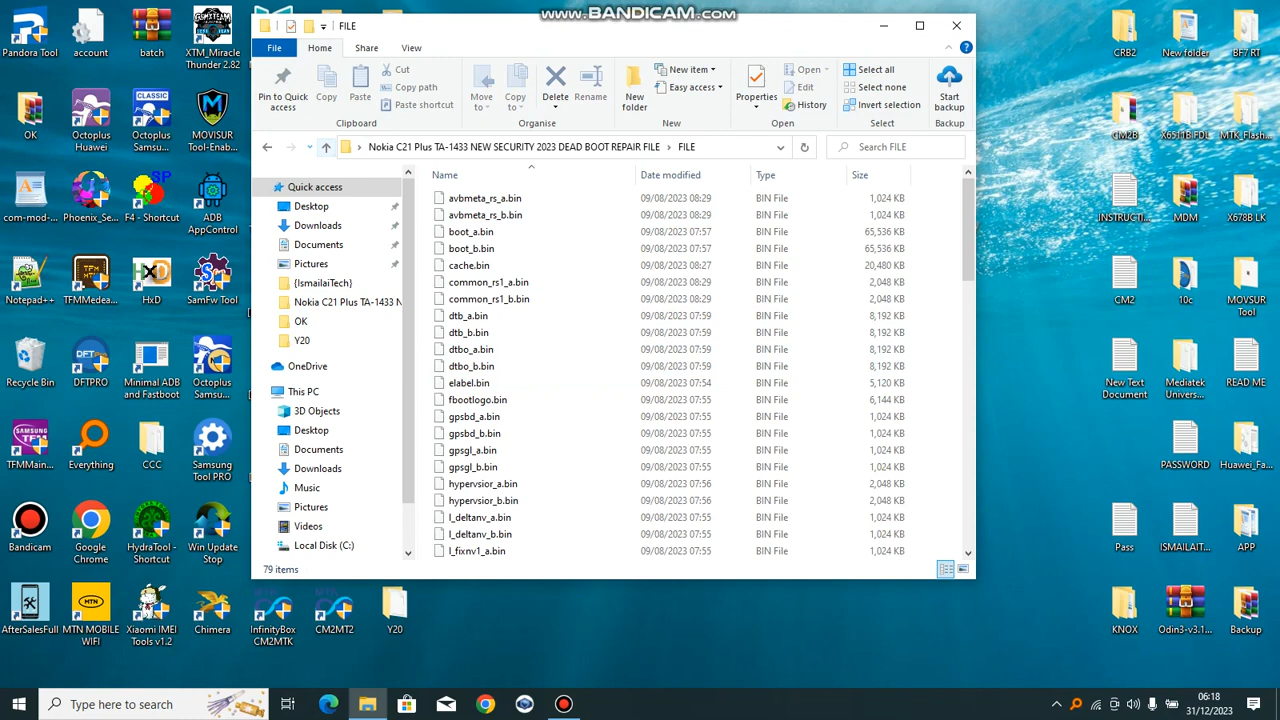 www.BANDICAM.com
FILE
File
Home
Share
View
Pin to Quick access
Copy
Paste
Cut
Copy path
Paste shortcut
Clipboard
Move to
Copy to
Delete
Rename
Organise
New folder
New item
Easy access
New
Properties
Open
Edit
History
Open
Select all
Select none
Invert selection
Select
Start backup
Backup
Nokia C21 Plus TA-1433 NEW SECURITY 2023 DEAD BOOT REPAIR FILE > FILE
Search FILE
Quick access
Desktop
Downloads
Documents
Pictures
{IsmailaiTech}
Nokia C21 Plus TA-1433 N
OK
Y20
OneDrive
This PC
3D Objects
Desktop
Documents
Downloads
Music
Pictures
Videos
Local Disk (C:)
Name Date modified Type Size
avbmeta_rs_a.bin 09/08/2023 08:29 BIN File 1,024 KB
avbmeta_rs_b.bin 09/08/2023 08:29 BIN File 1,024 KB
boot_a.bin 09/08/2023 07:57 BIN File 65,536 KB
boot_b.bin 09/08/2023 07:57 BIN File 65,536 KB
cache.bin 09/08/2023 08:27 BIN File 20,480 KB
common_rs1_a.bin 09/08/2023 08:29 BIN File 2,048 KB
common_rs1_b.bin 09/08/2023 08:29 BIN File 2,048 KB
dtb_a.bin 09/08/2023 07:59 BIN File 8,192 KB
dtb_b.bin 09/08/2023 07:59 BIN File 8,192 KB
dtbo_a.bin 09/08/2023 07:59 BIN File 8,192 KB
dtbo_b.bin 09/08/2023 07:59 BIN File 8,192 KB
elabel.bin 09/08/2023 07:54 BIN File 5,120 KB
fbootlogo.bin 09/08/2023 07:55 BIN File 6,144 KB
gpsbd_a.bin 09/08/2023 07:55 BIN File 1,024 KB
gpsbd_b.bin 09/08/2023 07:55 BIN File 1,024 KB
gpsgl_a.bin 09/08/2023 07:55 BIN File 1,024 KB
gpsgl_b.bin 09/08/2023 07:55 BIN File 1,024 KB
hypervsior_a.bin 09/08/2023 07:56 BIN File 2,048 KB
hypervsior_b.bin 09/08/2023 07:56 BIN File 2,048 KB
l_deltanv_a.bin 09/08/2023 07:55 BIN File 1,024 KB
l_deltanv_b.bin 09/08/2023 07:55 BIN File 1,024 KB
l_fixnv1_a.bin 09/08/2023 07:55 BIN File 1,024 KB
79 items
Pandora Tool
account
batch
XTM_Miracle Thunder 2.82
OK
Octoplus Huawei
Octoplus Samsu...
MOVISUR Tool-Enab...
com-mod-...
Phoenix_Se...
F4 - Shortcut
ADB AppControl
Notepad++
TFMMedea...
HxD
SamFw Tool
Recycle Bin
DFTPRO
Minimal ADB and Fastboot
Octoplus Samsu...
TFMMain...
Everything
CCC
Samsung Tool PRO
Bandicam
Google Chrome
HydraTool - Shortcut
Win Update Stop
AfterSalesFull
MTN MOBILE WIFI
Xiaomi IMEI Tools v1.2
Chimera
InfinityBox CM2MTK
CM2MT2
Y20
CRB2
New folder
BF7 RT
CM2B
X6511B FDL
MTK_Flash...
INSTRUCTI...
MDM
X678B LK
CM2
10c
MOVSUR Tool
New Text Document
Mediatek Univers...
READ ME
PASSWORD
Huawei_Fa...
Pass
ISMAILAIT...
APP
KNOX
Odin3-v3.1...
Backup
Type here to search
06:18
31/12/2023